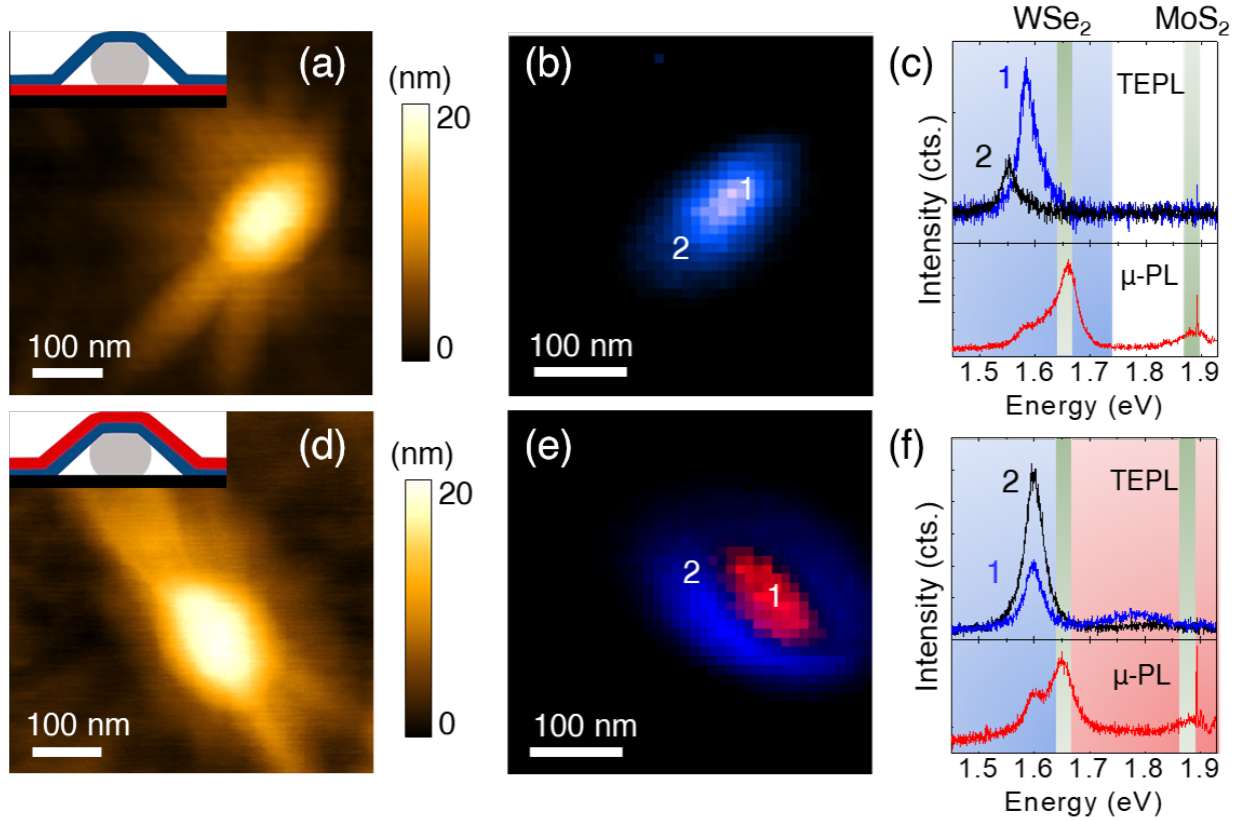 (a)
(nm)
20
0
100 nm
(b)
1
2
100 nm
WSe₂
MoS₂
(c)
1
TEPL
2
µ-PL
Intensity (cts.)
1.5 1.6 1.7 1.8 1.9
Energy (eV)
(d)
(nm)
20
0
100 nm
(e)
2
1
100 nm
(f)
2
TEPL
1
µ-PL
Intensity (cts.)
1.5 1.6 1.7 1.8 1.9
Energy (eV)